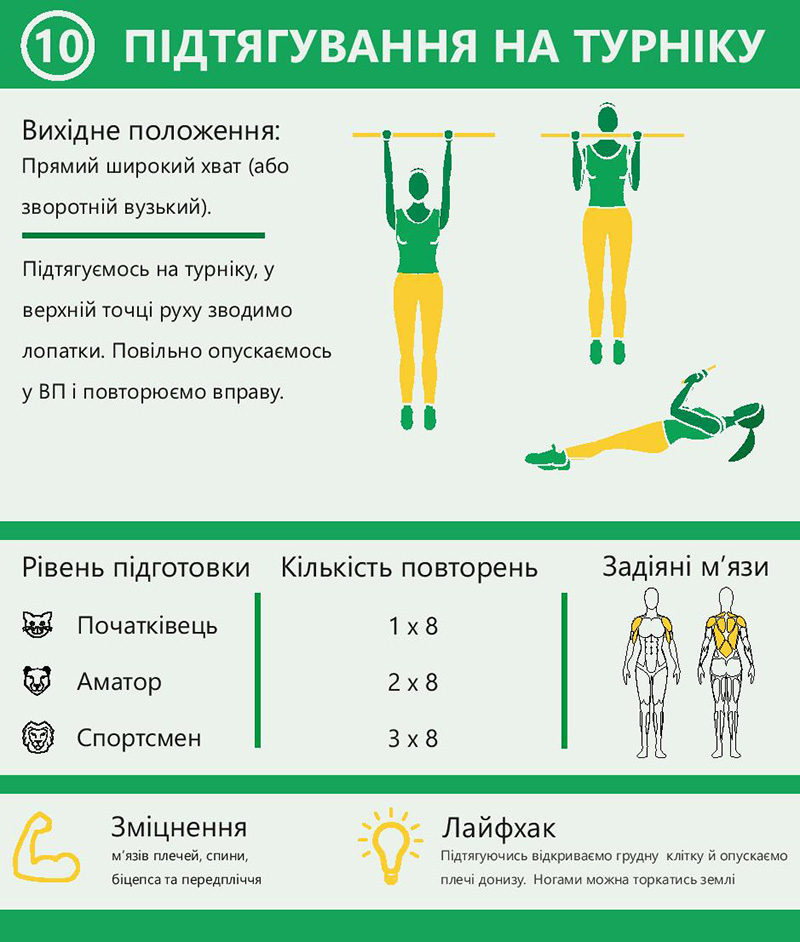 10 ПІДТЯГУВАННЯ НА ТУРНІКУ
Вихідне положення:
Прямий широкий хват (або
зворотній вузький).
Підтягуємось на турніку, у
верхній точці руху зводимо
лопатки. Повільно опускаємось
у ВП і повторюємо вправу.
Рівень підготовки Кількість повторень Задіяні м’язи
Початківець 1 x 8
Аматор 2 x 8
Спортсмен 3 x 8
Зміцнення
м’язів плечей, спини,
біцепса та передпліччя
Лайфхак
Підтягуючись відкриваємо грудну клітку й опускаємо
плечі донизу. Ногами можна торкатись землі